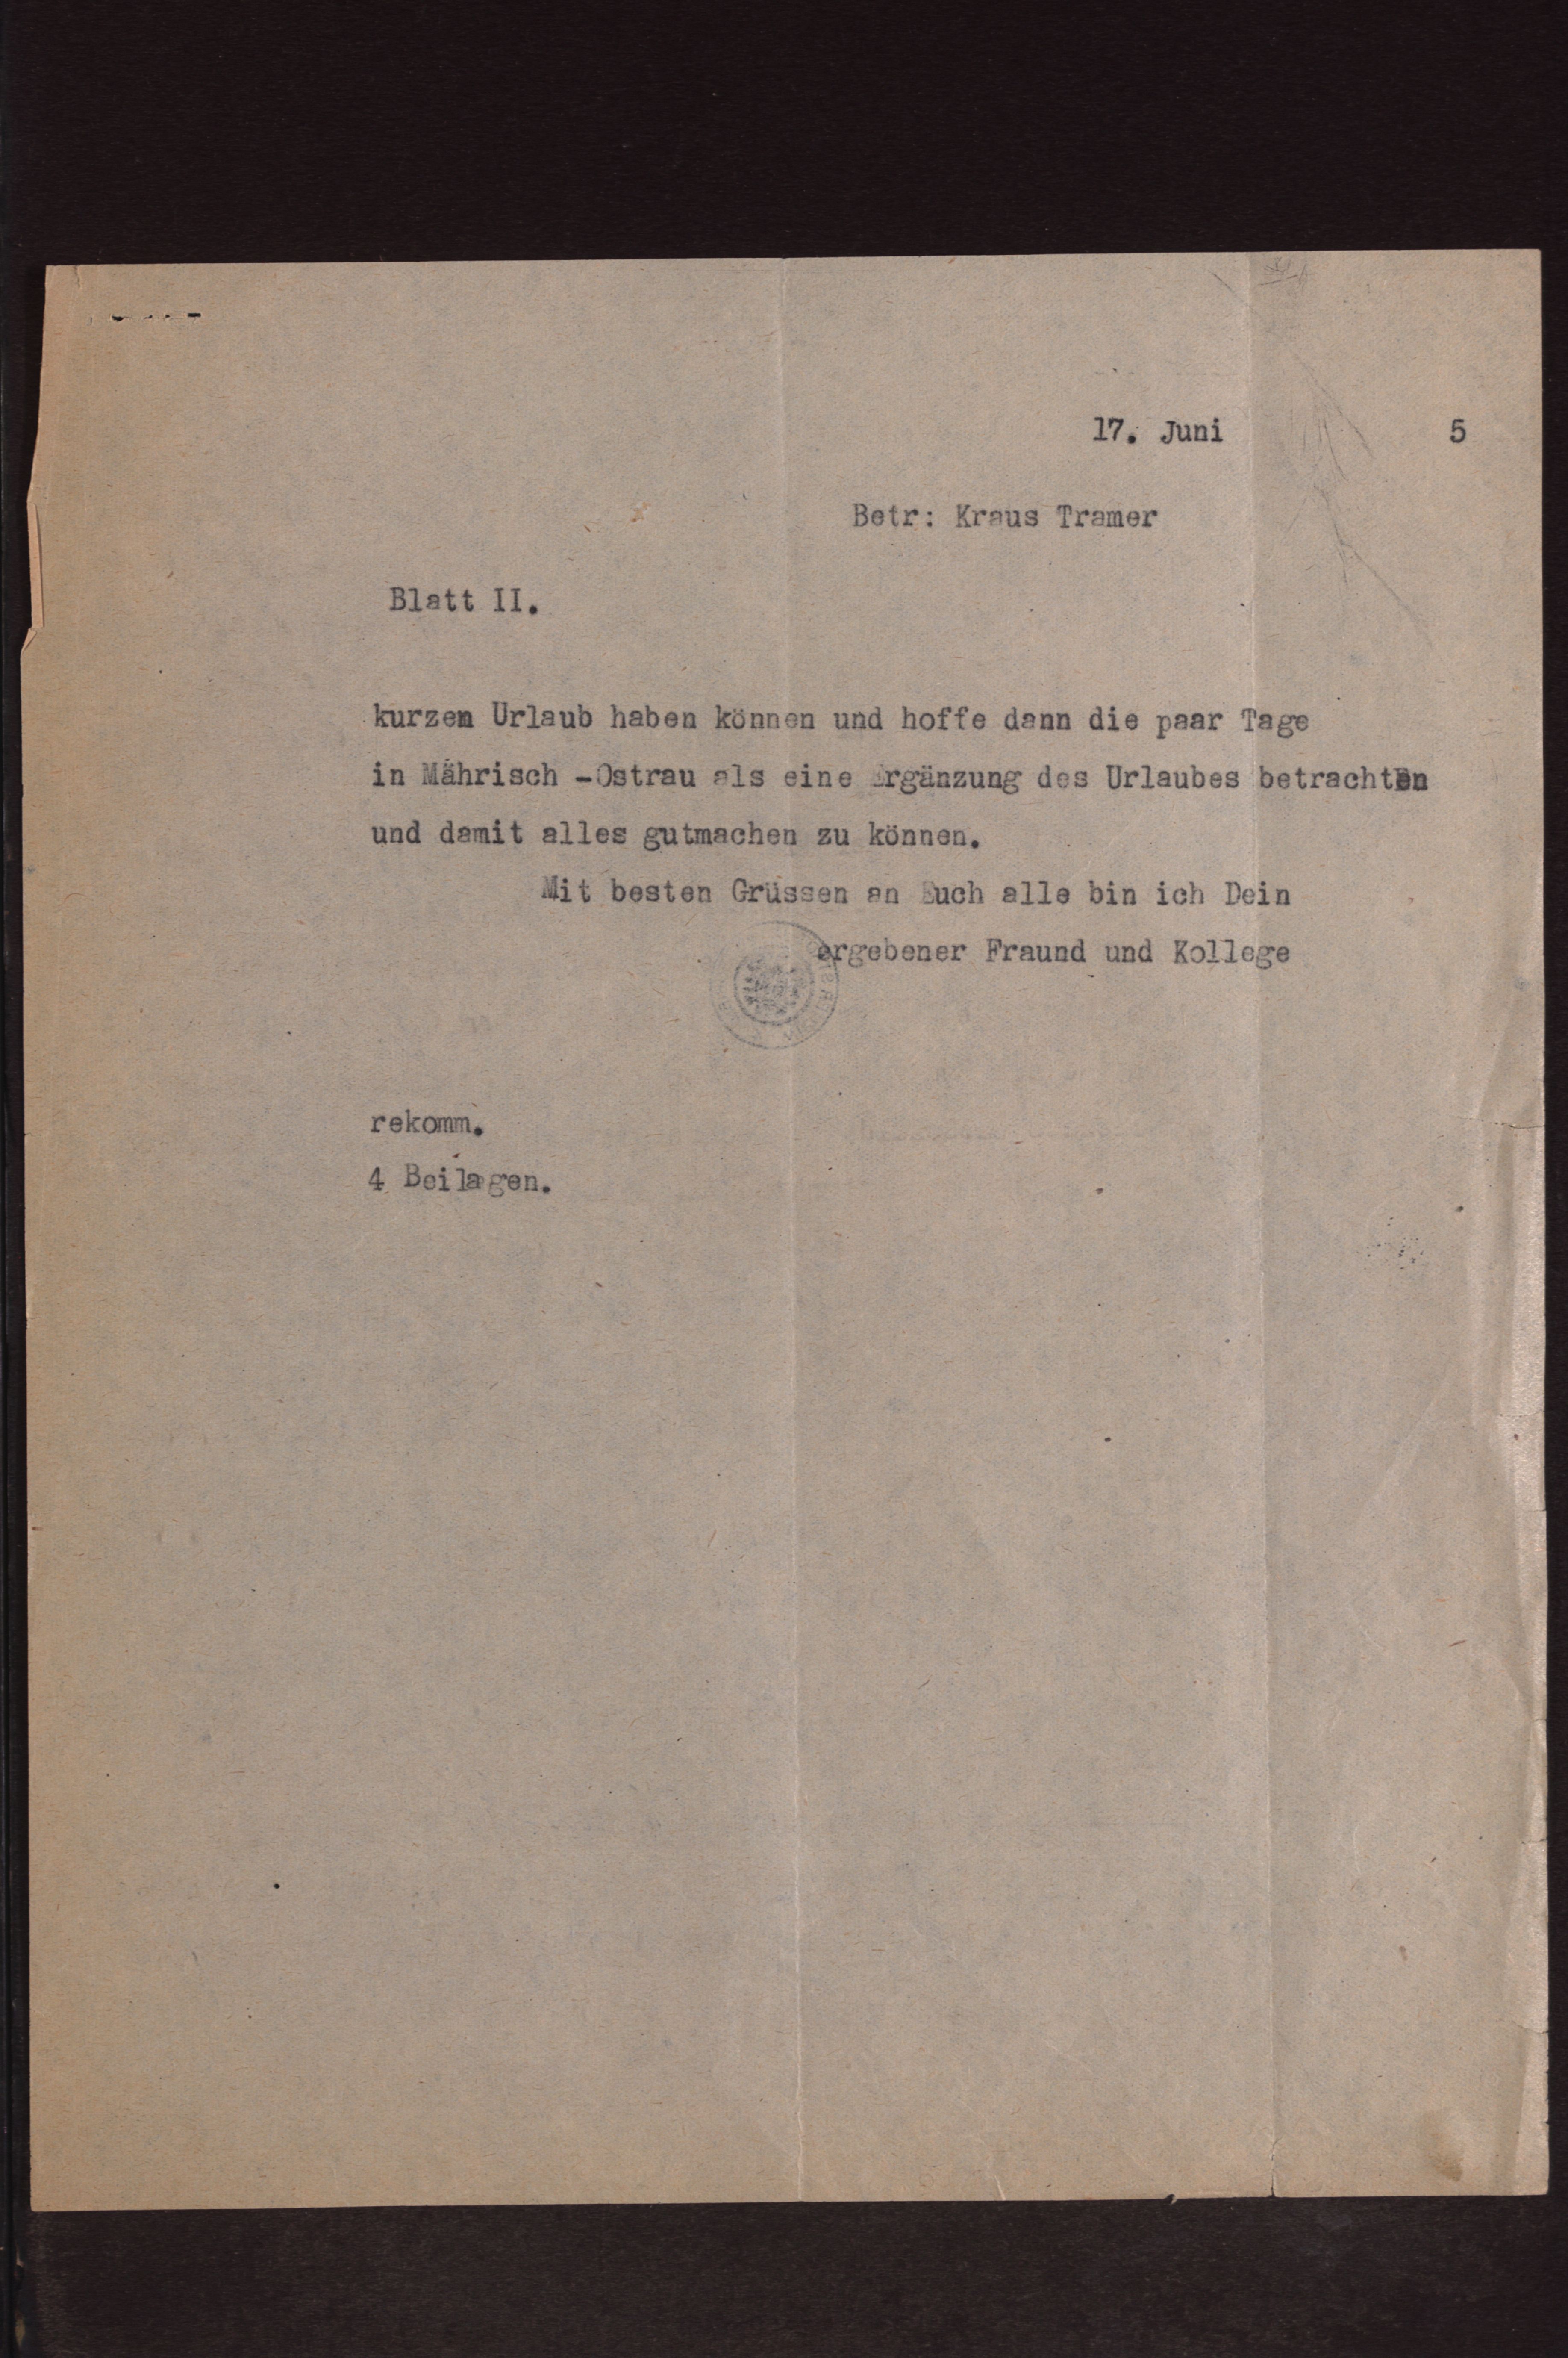 17. Juni 5
Betr: Kraus Tramer
Blatt II.
kurzen Urlaub haben können und hoffe dann die paar Tage
in Mährisch -Ostrau als eine Ergänzung des Urlaubes betrachten
und damit alles gutmachen zu können.
Mit besten Grüssen an Euch alle bin ich Dein
ergebener Fraund und Kollege
rekomm.
4 Beilagen.